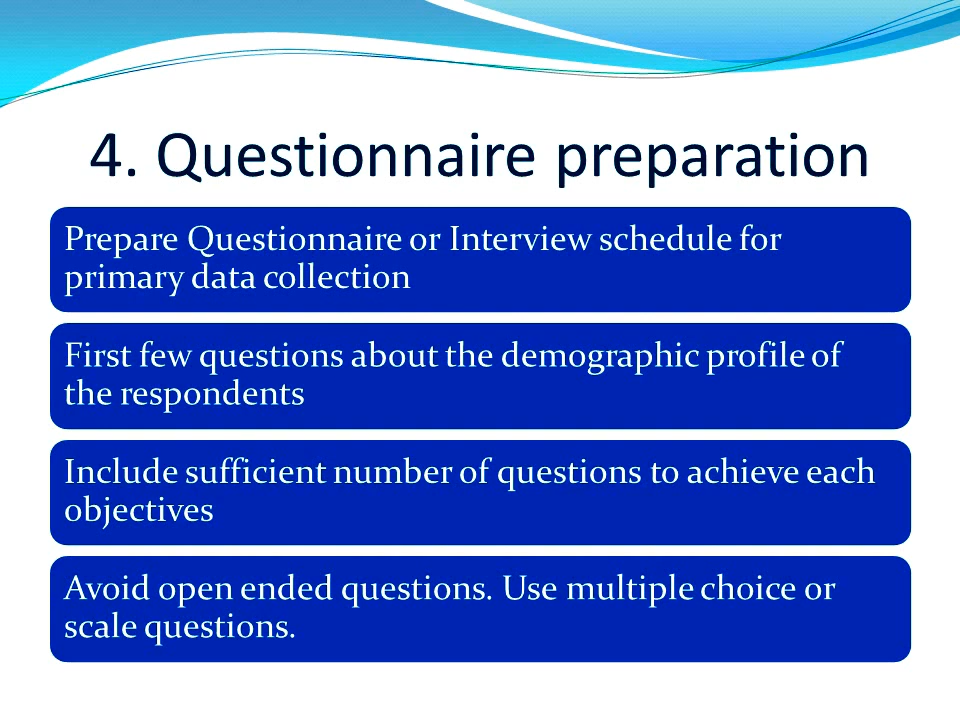 4. Questionnaire preparation
Prepare Questionnaire or Interview schedule for
primary data collection
First few questions about the demographic profile of
the respondents
Include sufficient number of questions to achieve each
objectives
Avoid open ended questions. Use multiple choice or
scale questions.